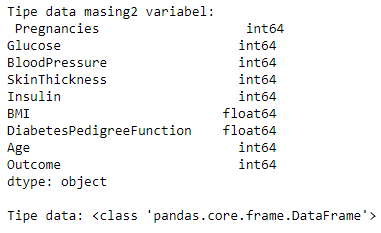 Tipe data masing2 variabel:
Pregnancies int64
Glucose int64
BloodPressure int64
SkinThickness int64
Insulin int64
BMI float64
DiabetesPedigreeFunction float64
Age int64
Outcome int64
dtype: object
Tipe data: <class 'pandas.core.frame.DataFrame'>